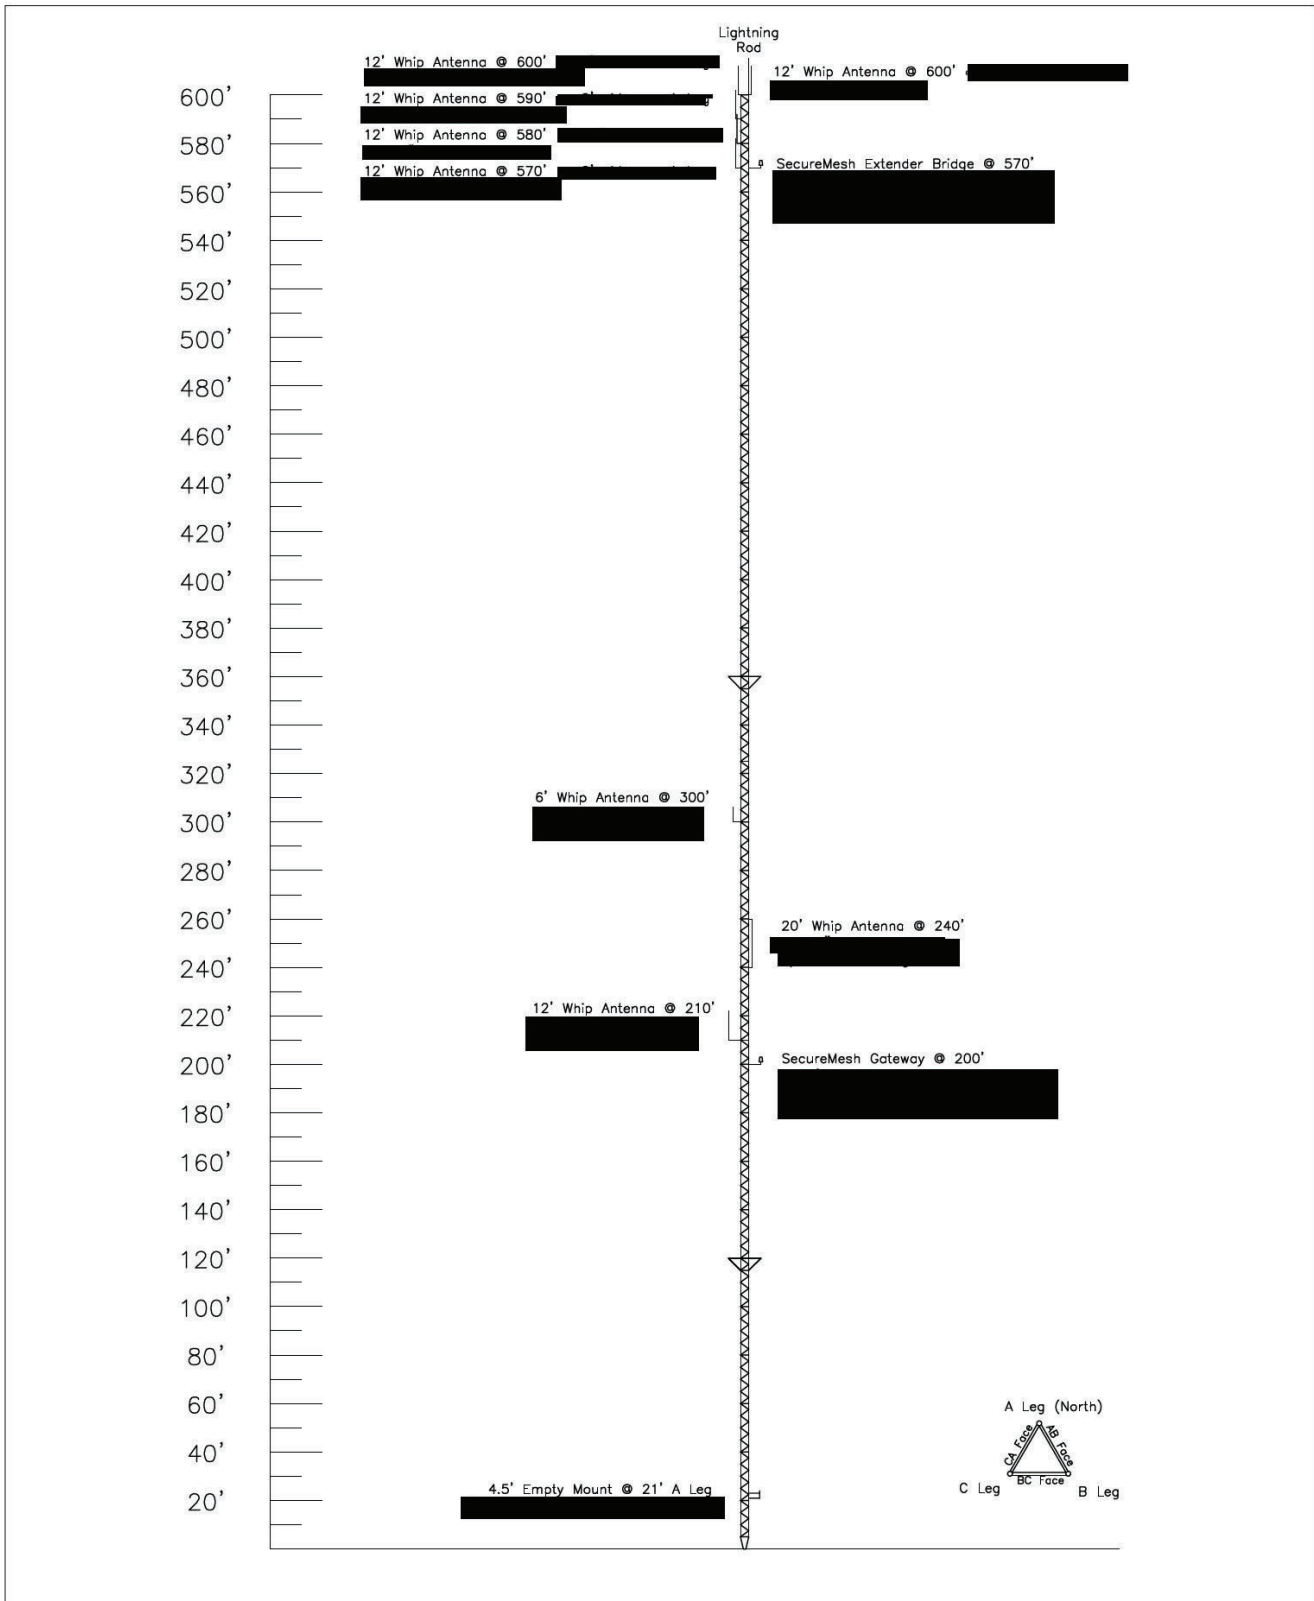 Lightning
Rod
12' Whip Antenna @ 600'
12' Whip Antenna @ 600'
600'
12' Whip Antenna @ 590'
12' Whip Antenna @ 580'
580'
12' Whip Antenna @ 570'
SecureMesh Extender Bridge @ 570'
560'
540'
520'
500'
480'
460'
440'
420'
400'
380'
360'
340'
320'
6' Whip Antenna @ 300'
300'
280'
260'
20' Whip Antenna @ 240'
240'
12' Whip Antenna @ 210'
220'
SecureMesh Gateway @ 200'
200'
180'
160'
140'
120'
100'
80'
60'
A Leg (North)
CA Face
AB Face
BC Face
40'
C Leg
B Leg
4.5' Empty Mount @ 21' A Leg
20'